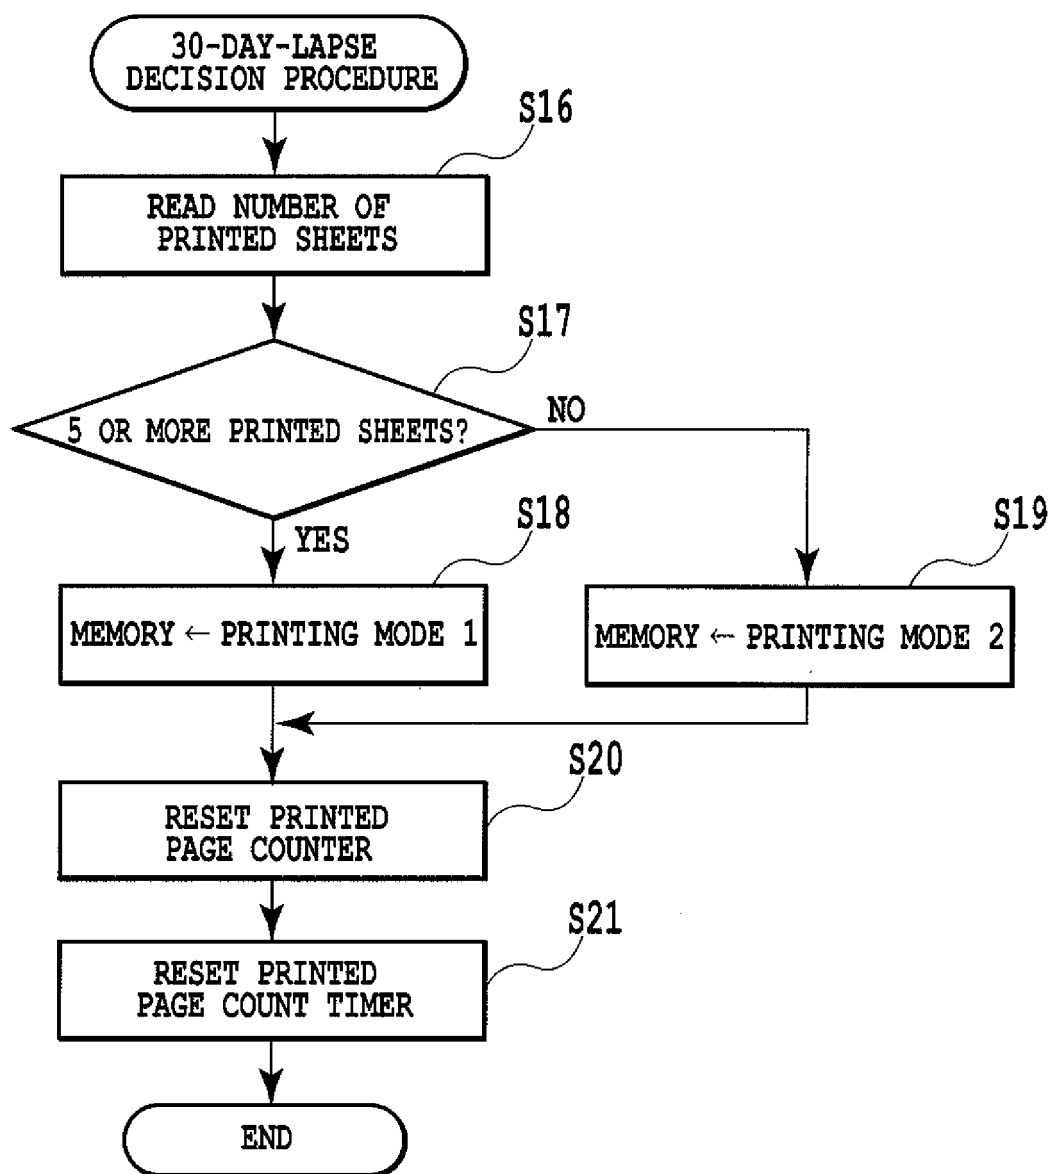 30-DAY-LAPSE
DECISION PROCEDURE
S16
READ NUMBER OF
PRINTED SHEETS
S17
5 OR MORE PRINTED SHEETS?
NO
YES
S18
S19
MEMORY ← PRINTING MODE 1
MEMORY ← PRINTING MODE 2
S20
RESET PRINTED
PAGE COUNTER
S21
RESET PRINTED
PAGE COUNT TIMER
END